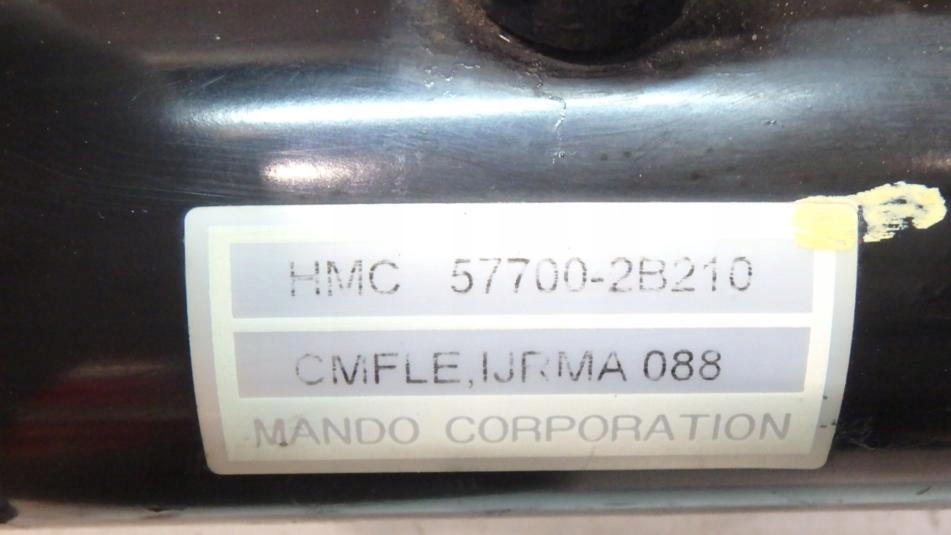 HMC 57700-2B210
CMFLE,IJRMA 088
MANDO CORPORATION